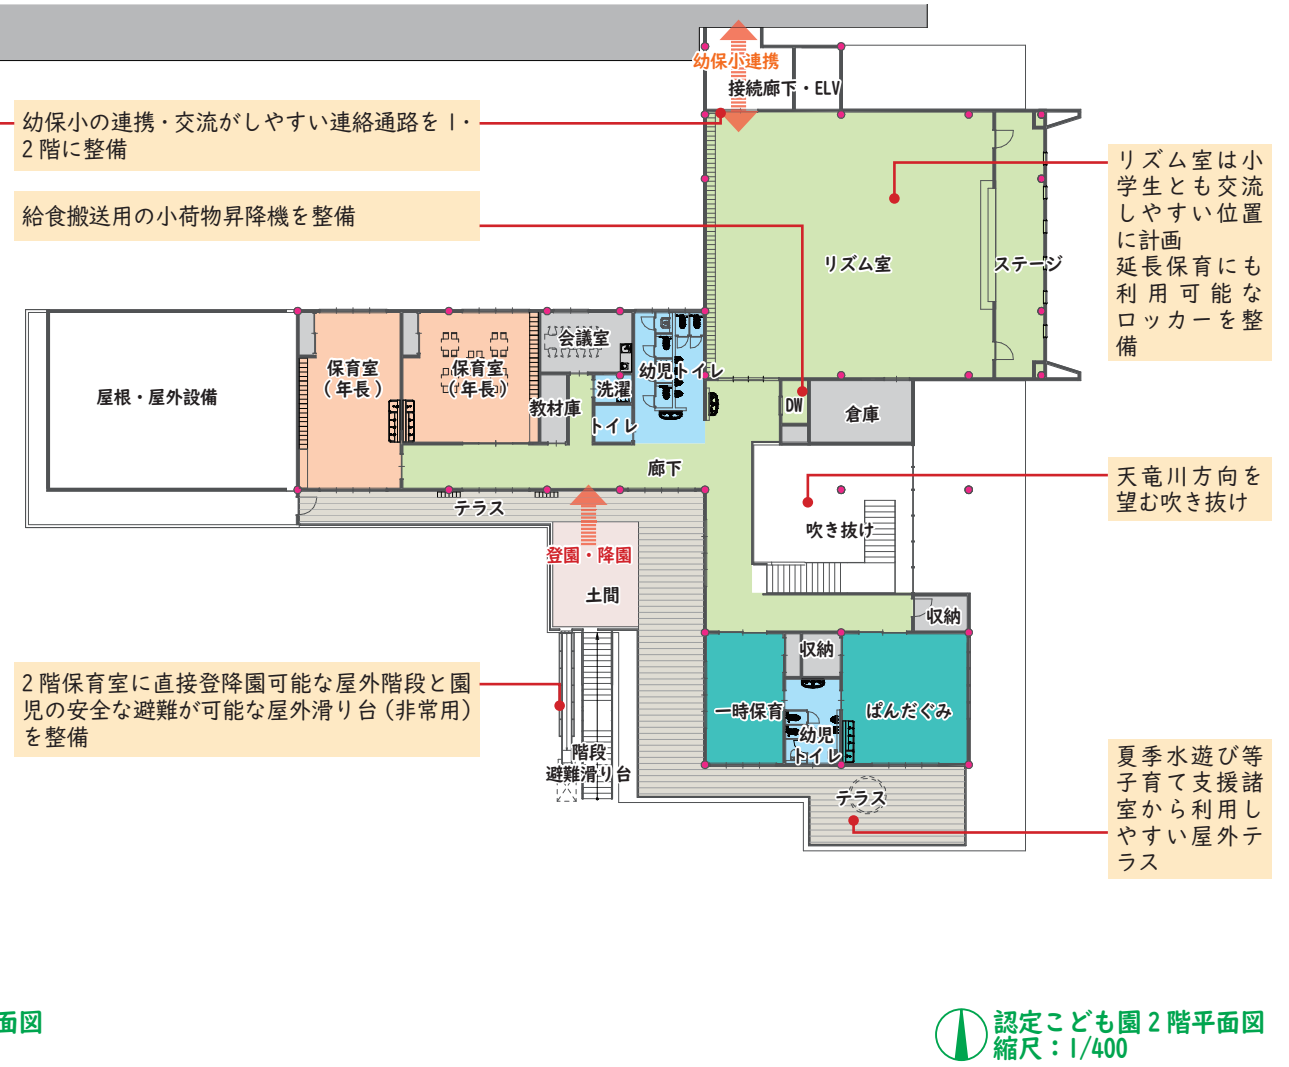 幼保小連携
接続廊下・ELV
幼保小の連携・交流がしやすい連絡通路を1・
2階に整備
給食搬送用の小荷物昇降機を整備
リズム室は小
学生とも交流
しやすい位置
に計画
延長保育にも
利用可能な
ロッカーを整
備
リズム室
ステージ
屋根・屋外設備
保育室
(年長)
保育室
(年長)
会議室
幼児トイレ
洗濯
教材庫
トイレ
DW
倉庫
廊下
テラス
天竜川方向を
望む吹き抜け
吹き抜け
登園・降園
土間
収納
収納
一時保育
ぱんだぐみ
幼児
トイレ
2階保育室に直接登降園可能な屋外階段と園
児の安全な避難が可能な屋外滑り台(非常用)
を整備
階段
避難滑り台
テラス
夏季水遊び等
子育て支援諸
室から利用し
やすい屋外テ
ラス
面図
認定こども園2階平面図
縮尺:1/400